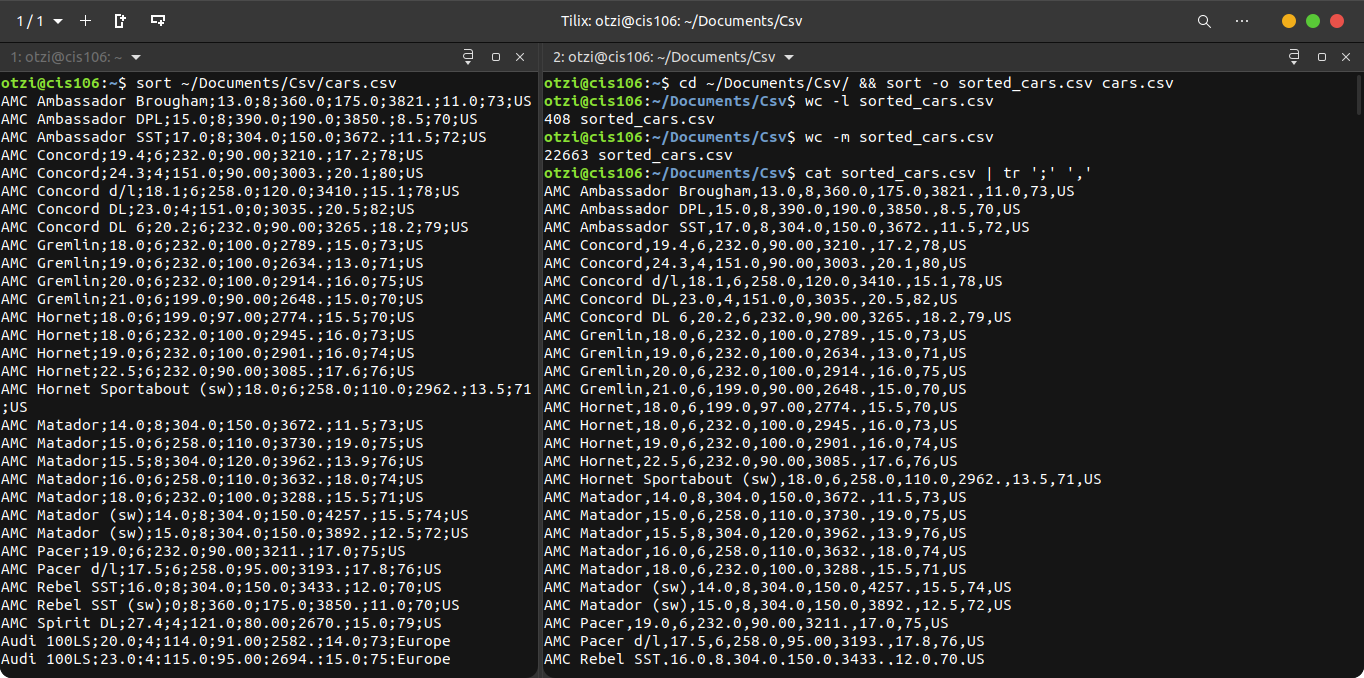 1 / 1
Tilix: otzi@cis106: ~/Documents/Csv
1: otzi@cis106: ~
otzi@cis106:~$ sort ~/Documents/Csv/cars.csv
AMC Ambassador Brougham;13.0;8;360.0;175.0;3821.;11.0;73;US
AMC Ambassador DPL;15.0;8;390.0;190.0;3850.;8.5;70;US
AMC Ambassador SST;17.0;8;304.0;150.0;3672.;11.5;72;US
AMC Concord;19.4;6;232.0;90.00;3210.;17.2;78;US
AMC Concord;24.3;4;151.0;90.00;3003.;20.1;80;US
AMC Concord d/l;18.1;6;258.0;120.0;3410.;15.1;78;US
AMC Concord DL;23.0;4;151.0;0;3035.;20.5;82;US
AMC Concord DL 6;20.2;6;232.0;90.00;3265.;18.2;79;US
AMC Gremlin;18.0;6;232.0;100.0;2789.;15.0;73;US
AMC Gremlin;19.0;6;232.0;100.0;2634.;13.0;71;US
AMC Gremlin;20.0;6;232.0;100.0;2914.;16.0;75;US
AMC Gremlin;21.0;6;199.0;90.00;2648.;15.0;70;US
AMC Hornet;18.0;6;199.0;97.00;2774.;15.5;70;US
AMC Hornet;18.0;6;232.0;100.0;2945.;16.0;73;US
AMC Hornet;19.0;6;232.0;100.0;2901.;16.0;74;US
AMC Hornet;22.5;6;232.0;90.00;3085.;17.6;76;US
AMC Hornet Sportabout (sw);18.0;6;258.0;110.0;2962.;13.5;71
;US
AMC Matador;14.0;8;304.0;150.0;3672.;11.5;73;US
AMC Matador;15.0;6;258.0;110.0;3730.;19.0;75;US
AMC Matador;15.5;8;304.0;120.0;3962.;13.9;76;US
AMC Matador;16.0;6;258.0;110.0;3632.;18.0;74;US
AMC Matador;18.0;6;232.0;100.0;3288.;15.5;71;US
AMC Matador (sw);14.0;8;304.0;150.0;4257.;15.5;74;US
AMC Matador (sw);15.0;8;304.0;150.0;3892.;12.5;72;US
AMC Pacer;19.0;6;232.0;90.00;3211.;17.0;75;US
AMC Pacer d/l;17.5;6;258.0;95.00;3193.;17.8;76;US
AMC Rebel SST;16.0;8;304.0;150.0;3433.;12.0;70;US
AMC Rebel SST (sw);0;8;360.0;175.0;3850.;11.0;70;US
AMC Spirit DL;27.4;4;121.0;80.00;2670.;15.0;79;US
Audi 100LS;20.0;4;114.0;91.00;2582.;14.0;73;Europe
Audi 100LS;23.0;4;115.0;95.00;2694.;15.0;75;Europe
2: otzi@cis106: ~/Documents/Csv
otzi@cis106:~$ cd ~/Documents/Csv/ && sort -o sorted_cars.csv cars.csv
otzi@cis106:~/Documents/Csv$ wc -l sorted_cars.csv
408 sorted_cars.csv
otzi@cis106:~/Documents/Csv$ wc -m sorted_cars.csv
22663 sorted_cars.csv
otzi@cis106:~/Documents/Csv$ cat sorted_cars.csv | tr ';' ','
AMC Ambassador Brougham,13.0,8,360.0,175.0,3821.,11.0,73,US
AMC Ambassador DPL,15.0,8,390.0,190.0,3850.,8.5,70,US
AMC Ambassador SST,17.0,8,304.0,150.0,3672.,11.5,72,US
AMC Concord,19.4,6,232.0,90.00,3210.,17.2,78,US
AMC Concord,24.3,4,151.0,90.00,3003.,20.1,80,US
AMC Concord d/l,18.1,6,258.0,120.0,3410.,15.1,78,US
AMC Concord DL,23.0,4,151.0,0,3035.,20.5,82,US
AMC Concord DL 6,20.2,6,232.0,90.00,3265.,18.2,79,US
AMC Gremlin,18.0,6,232.0,100.0,2789.,15.0,73,US
AMC Gremlin,19.0,6,232.0,100.0,2634.,13.0,71,US
AMC Gremlin,20.0,6,232.0,100.0,2914.,16.0,75,US
AMC Gremlin,21.0,6,199.0,90.00,2648.,15.0,70,US
AMC Hornet,18.0,6,199.0,97.00,2774.,15.5,70,US
AMC Hornet,18.0,6,232.0,100.0,2945.,16.0,73,US
AMC Hornet,19.0,6,232.0,100.0,2901.,16.0,74,US
AMC Hornet,22.5,6,232.0,90.00,3085.,17.6,76,US
AMC Hornet Sportabout (sw),18.0,6,258.0,110.0,2962.,13.5,71,US
AMC Matador,14.0,8,304.0,150.0,3672.,11.5,73,US
AMC Matador,15.0,6,258.0,110.0,3730.,19.0,75,US
AMC Matador,15.5,8,304.0,120.0,3962.,13.9,76,US
AMC Matador,16.0,6,258.0,110.0,3632.,18.0,74,US
AMC Matador,18.0,6,232.0,100.0,3288.,15.5,71,US
AMC Matador (sw),14.0,8,304.0,150.0,4257.,15.5,74,US
AMC Matador (sw),15.0,8,304.0,150.0,3892.,12.5,72,US
AMC Pacer,19.0,6,232.0,90.00,3211.,17.0,75,US
AMC Pacer d/l,17.5,6,258.0,95.00,3193.,17.8,76,US
AMC Rebel SST,16.0,8,304.0,150.0,3433.,12.0,70,US